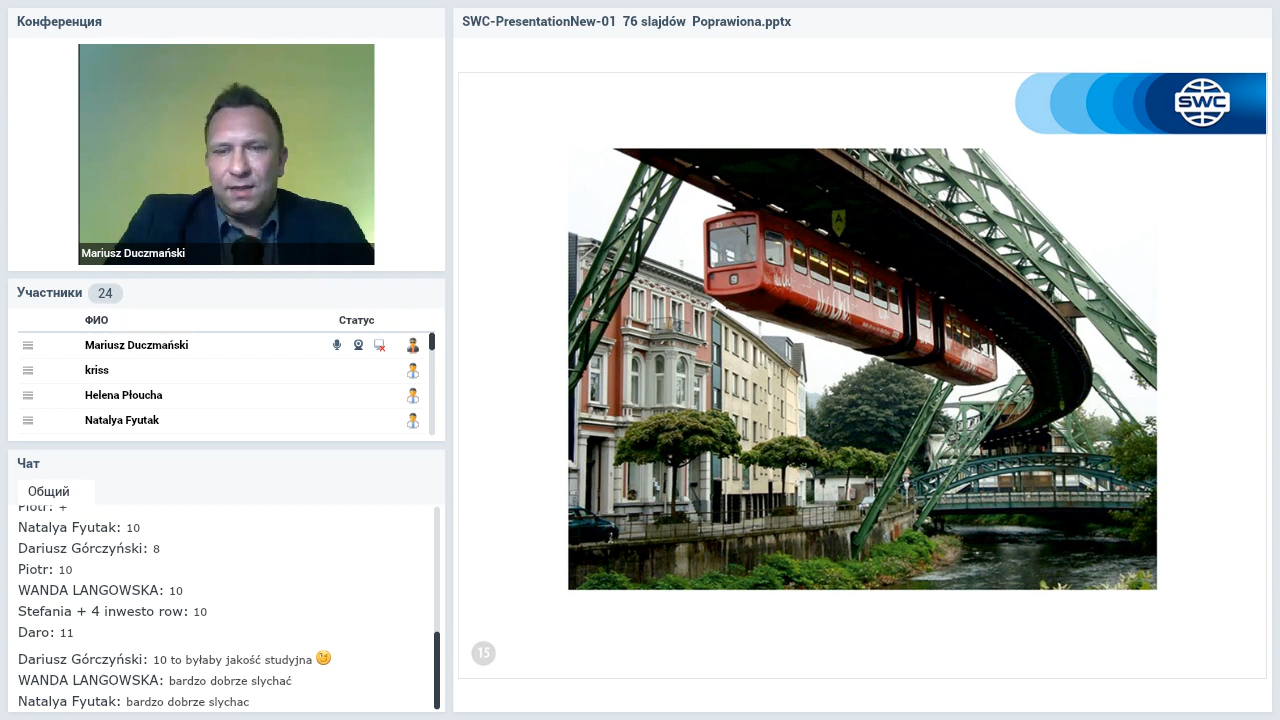 Конференция
Mariusz Duczmański
Участники 24
ФИО Статус
Mariusz Duczmański
kriss
Helena Płoucha
Natalya Fyutak
Чат
Общий
Piotr: +
Natalya Fyutak: 10
Dariusz Górczyński: 8
Piotr: 10
WANDA LANGOWSKA: 10
Stefania + 4 inwesto row: 10
Daro: 11
Dariusz Górczyński: 10 to byłaby jakość studyjna
WANDA LANGOWSKA: bardzo dobrze slychać
Natalya Fyutak: bardzo dobrze slychac
SWC-PresentationNew-01 76 slajdów Poprawiona.pptx
SWC
A
15